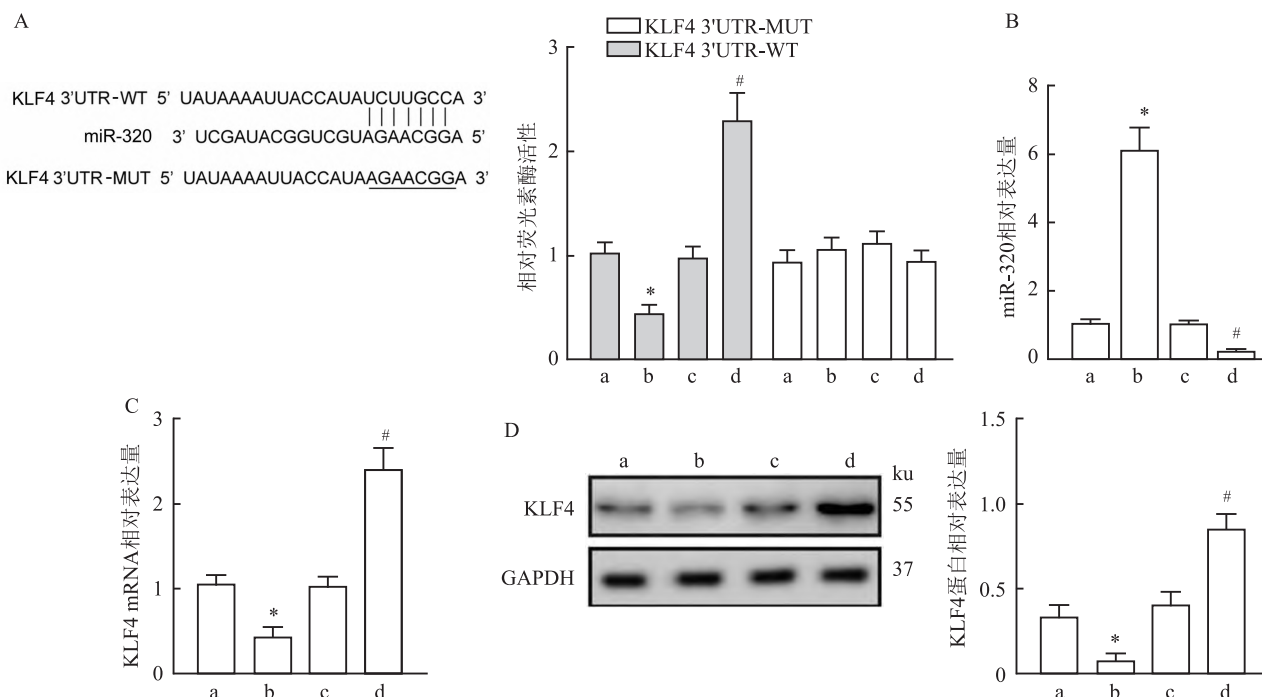 A
KLF4 3'UTR-WT 5' UAUAAAAUUACCAUAUCUUGCCA 3'
miR-320 3' UCGAUACGGUCGUAGAACGGA 5'
KLF4 3'UTR-MUT 5' UAUAAAAUUACCAUAAGAACGGA 3'
KLF4 3'UTR-MUT
KLF4 3'UTR-WT
相对荧光素酶活性
3
2
1
0
*
#
a b c d a b c d
B
miR-320相对表达量
8
6
4
2
0
*
#
a b c d
C
KLF4 mRNA相对表达量
3
2
1
0
*
#
a b c d
D
a b c d
ku
KLF4 55
GAPDH 37
KLF4蛋白相对表达量
1.5
1.0
0.5
0
*
#
a b c d